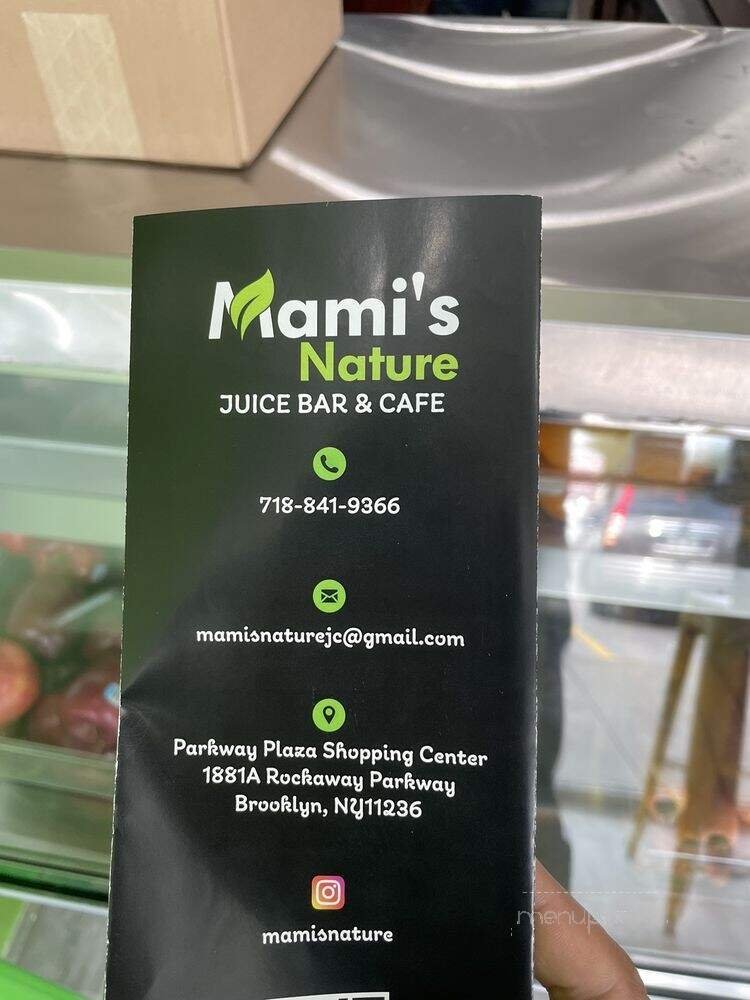 Mami's
Nature
JUICE BAR & CAFE
718-841-9366
mamisnaturejc@gmail.com
Parkway Plaza Shopping Center
1881A Rockaway Parkway
Brooklyn, NY11236
mamisnature